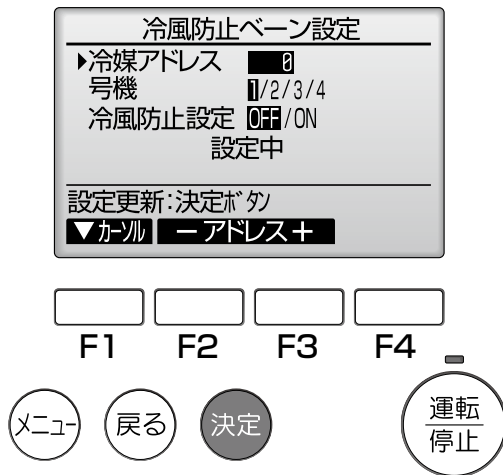 冷風防止ベーン設定
▶冷媒アドレス 0
号機 1/2/3/4
冷風防止設定 OFF/ON
設定中
設定更新:決定ボタン
▼カーソル －アドレス＋
F1 F2 F3 F4
メニュー 戻る 決定 運転
停止